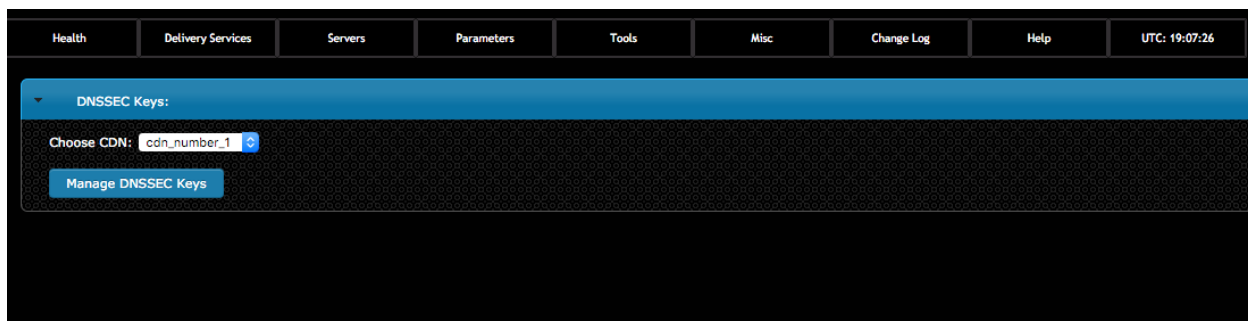 Health Delivery Services Servers Parameters Tools Misc Change Log Help UTC: 19:07:26
DNSSEC Keys:
Choose CDN: cdn_number_1
Manage DNSSEC Keys